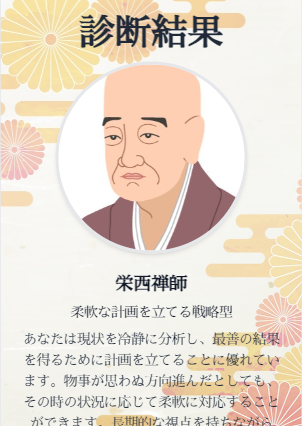 診断結果
栄西禅師
柔軟な計画を立てる戦略型
あなたは現状を冷静に分析し、最善の結果
を得るために計画を立てることに優れてい
ます。物事が思わぬ方向進んだとしても、
その時の状況に応じて柔軟に対応すること
ができます。長期的な視点を持ちながら